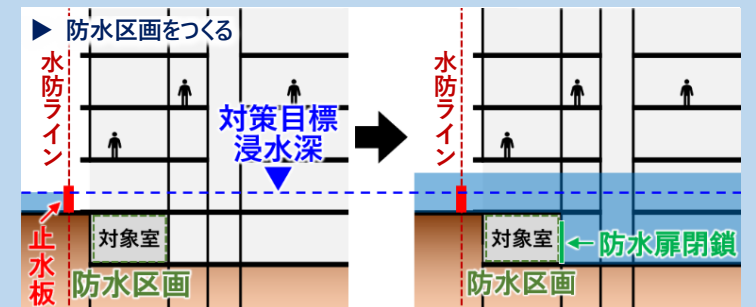 ▶ 防水区画をつくる
水防ライン
対策目標
浸水深
止水板
対象室
防水区画
水防ライン
対象室
←防水扉閉鎖
防水区画